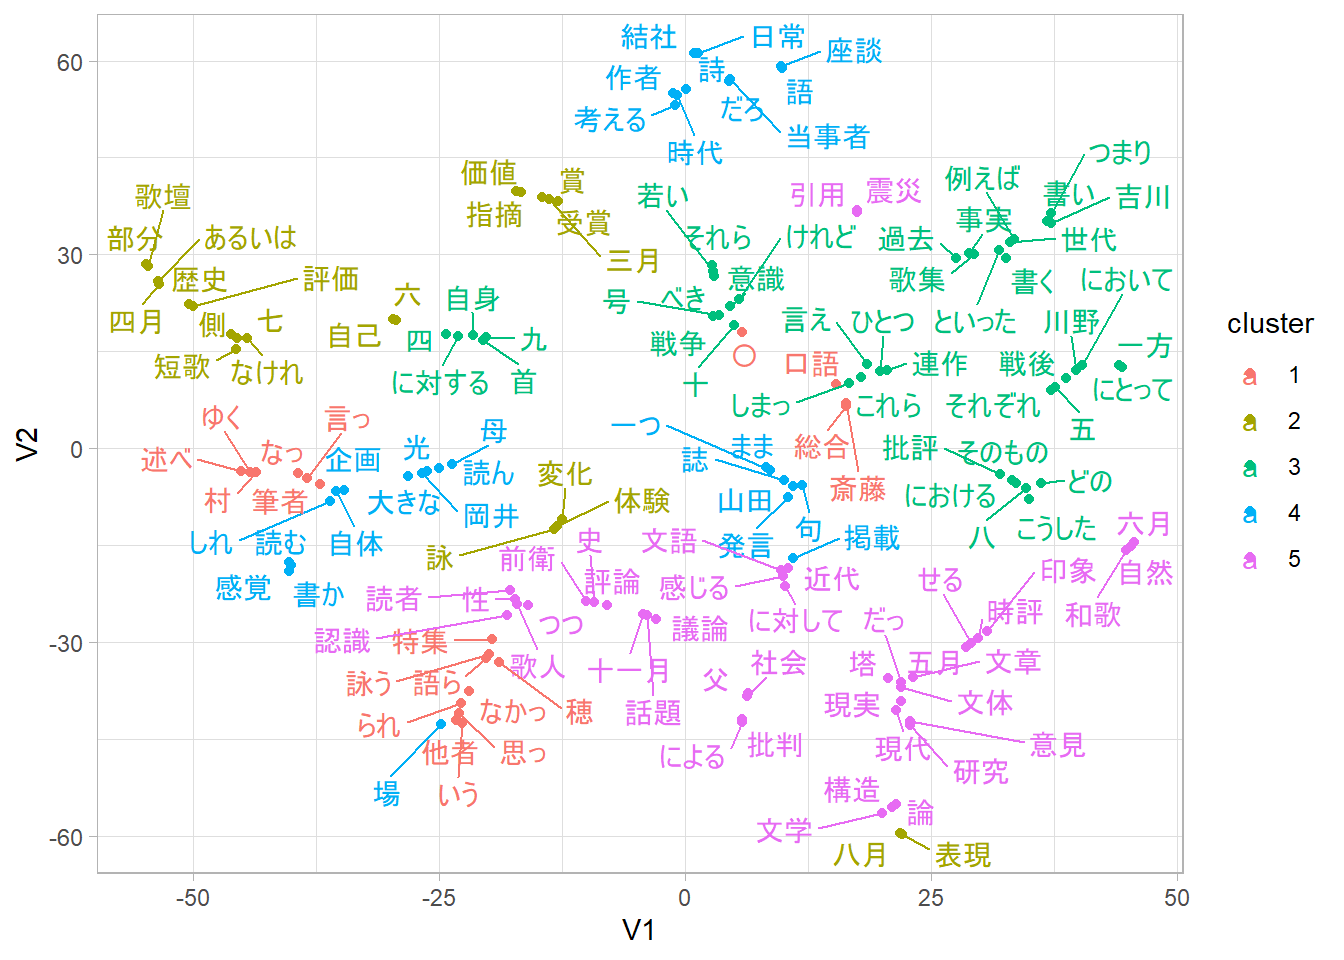 結社
日常
座談
詩
作者
語
だろ
考える
当事者
時代
つまり
価値
賞
例えば
歌壇
若い
引用
震災
書い
吉川
指摘
受賞
事実
部分
あるいは
それら
けれど
過去
世代
三月
歴史
評価
意識
歌集
書く
において
六
自身
号
べき
四月
側
七
言え
ひとつ
といった
川野
自己
四
九
戦争
一方
〇
口語
連作
戦後
短歌
なけれ
に対する
首
十
にとって
しまっ
これら
それぞれ
ゆく
言っ
一つ
五
母
なっ
光
まま
総合
批評
そのもの
述べ
企画
誌
読ん
変化
どの
村
筆者
大きな
体験
山田
斎藤
における
岡井
句
六月
しれ
読む
自体
発言
掲載
八
こうした
史
文語
詠
前衛
印象
自然
感覚
書か
評論
感じる
近代
せる
読者
性
時評
和歌
つつ
議論
に対して
だっ
認識
特集
歌人
十一月
社会
塔
五月
文章
父
詠う
語ら
穂
話題
現実
文体
られ
なかっ
他者
思っ
による
批判
現代
意見
研究
場
いう
構造
論
文学
八月
表現
60
30
0
-30
-60
-50
-25
0
25
50
V1
V2
cluster
a 1
a 2
a 3
a 4
a 5